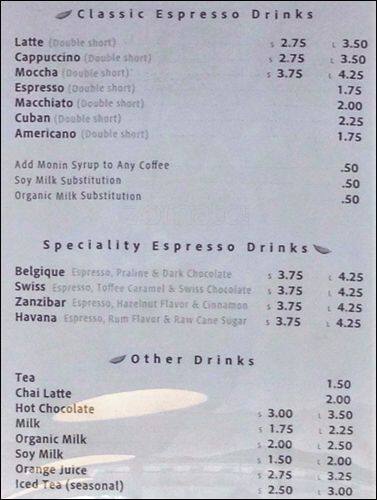 Classic Espresso Drinks
Latte (Double short) S 2.75 L 3.50
Cappuccino (Double short) S 2.75 L 3.50
Moccha (Double short) S 3.75 L 4.25
Espresso (Double short) 1.75
Macchiato (Double short) 2.00
Cuban (Double short) 2.25
Americano (Double short) 1.75
Add Monin Syrup to Any Coffee .50
Soy Milk Substitution .50
Organic Milk Substitution .50
Speciality Espresso Drinks
Belgique Espresso, Praline & Dark Chocolate S 3.75 L 4.25
Swiss Espresso, Toffee Caramel & Swiss Chocolate S 3.75 L 4.25
Zanzibar Espresso, Hazelnut Flavor & Cinnamon S 3.75 L 4.25
Havana Espresso, Rum Flavor & Raw Cane Sugar S 3.75 L 4.25
Other Drinks
Tea 1.50
Chai Latte 2.00
Hot Chocolate S 3.00 L 3.50
Milk S 1.75 L 2.25
Organic Milk S 2.00 L 2.50
Soy Milk S 1.50 L 2.00
Orange Juice S 2.75 L 3.25
Iced Tea (seasonal) S 2.50 L 3.00